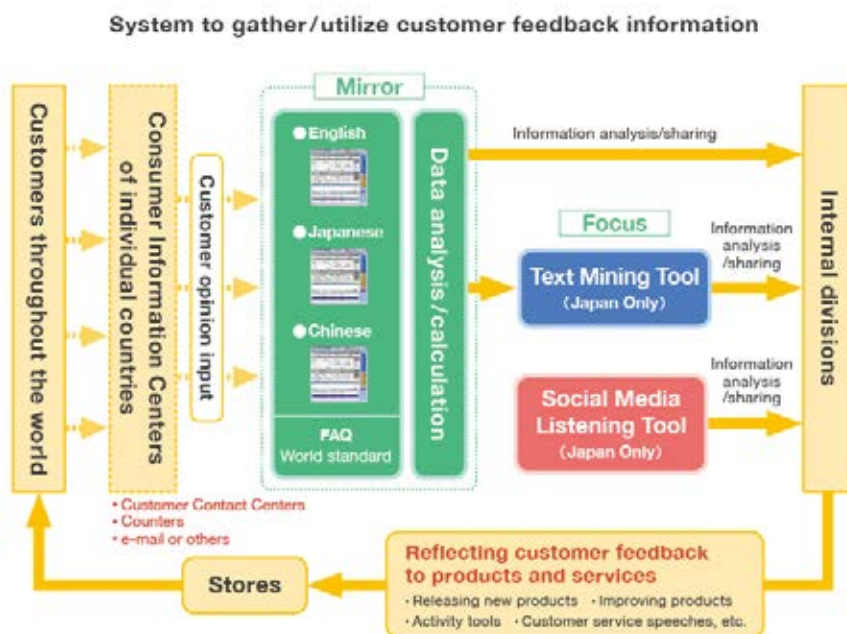 System to gather/utilize customer feedback information
Customers throughout the world
Consumer Information Centers
of individual countries
• Customer Contact Centers
• Counters
• e-mail or others
Customer opinion input
Mirror
●English
●Japanese
●Chinese
FAQ
World standard
Data analysis/calculation
Information analysis/sharing
Focus
Text Mining Tool
(Japan Only)
Information
analysis
/sharing
Social Media
Listening Tool
(Japan Only)
Information
analysis
/sharing
Internal divisions
Reflecting customer feedback
to products and services
・Releasing new products ・Improving products
・Activity tools ・Customer service speeches, etc.
Stores